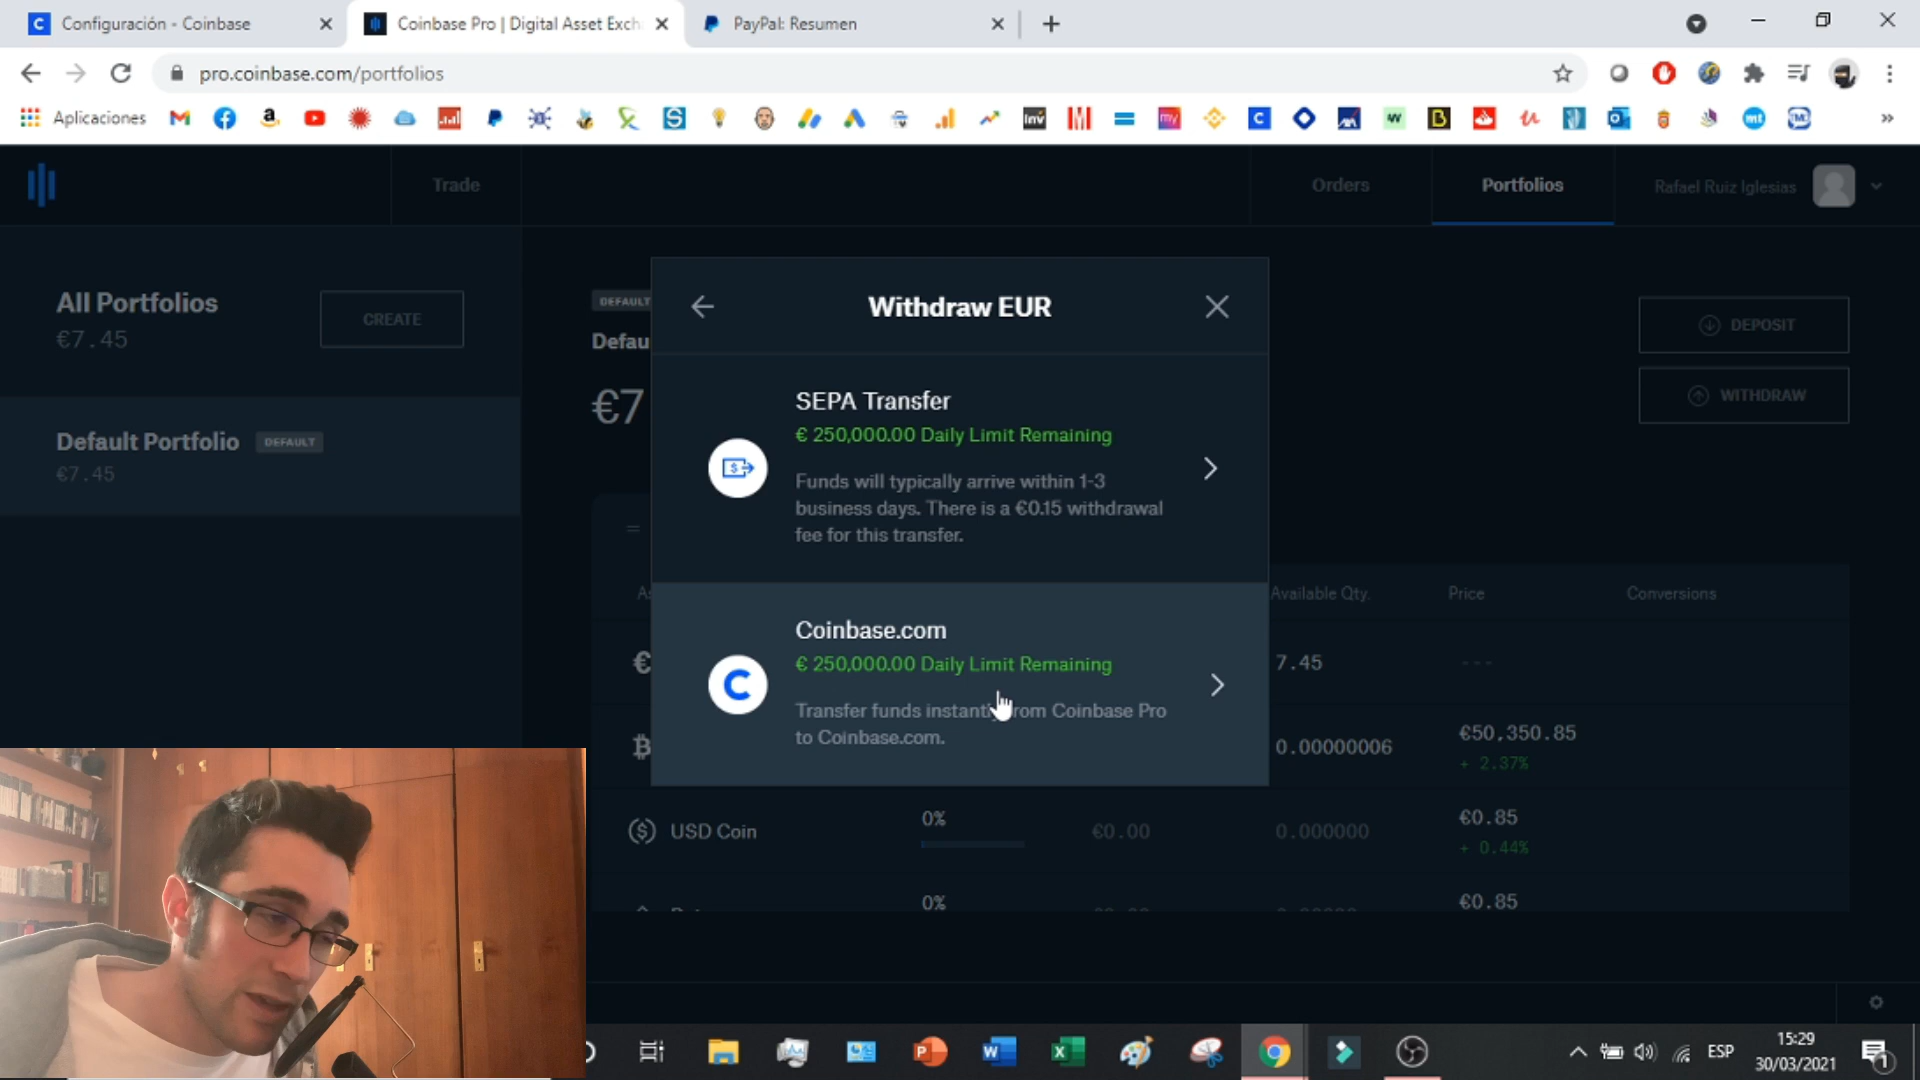 Configuración - Coinbase
Coinbase Pro | Digital Asset Exch
PayPal: Resumen
pro.coinbase.com/portfolios
Aplicaciones
Trade
Orders
Portfolios
Rafael Ruiz Iglesias
All Portfolios
€7.45
CREATE
Default Portfolio DEFAULT
€7.45
DEFAULT
Defau
€7
DEPOSIT
WITHDRAW
Withdraw EUR
SEPA Transfer
€ 250,000.00 Daily Limit Remaining
Funds will typically arrive within 1-3
business days. There is a €0.15 withdrawal
fee for this transfer.
Coinbase.com
€ 250,000.00 Daily Limit Remaining
Transfer funds instantly from Coinbase Pro
to Coinbase.com.
As
Available Qty.
Price
Conversions
7.45
---
0.00000006
€50,350.85
+ 2.37%
USD Coin
0%
€0.00
0.000000
€0.85
+ 0.44%
0%
€0.85
ESP
15:29
30/03/2021
1